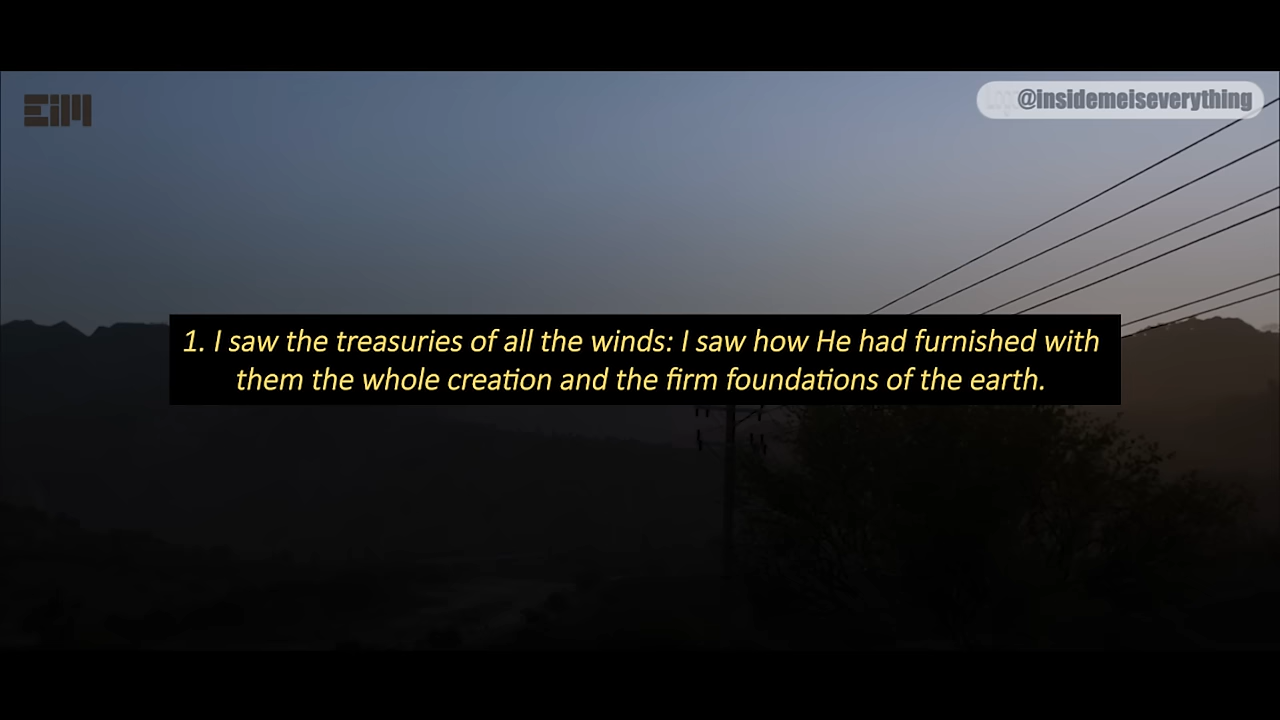 EiM
@insidemeiseverything
1. I saw the treasuries of all the winds: I saw how He had furnished with
them the whole creation and the firm foundations of the earth.